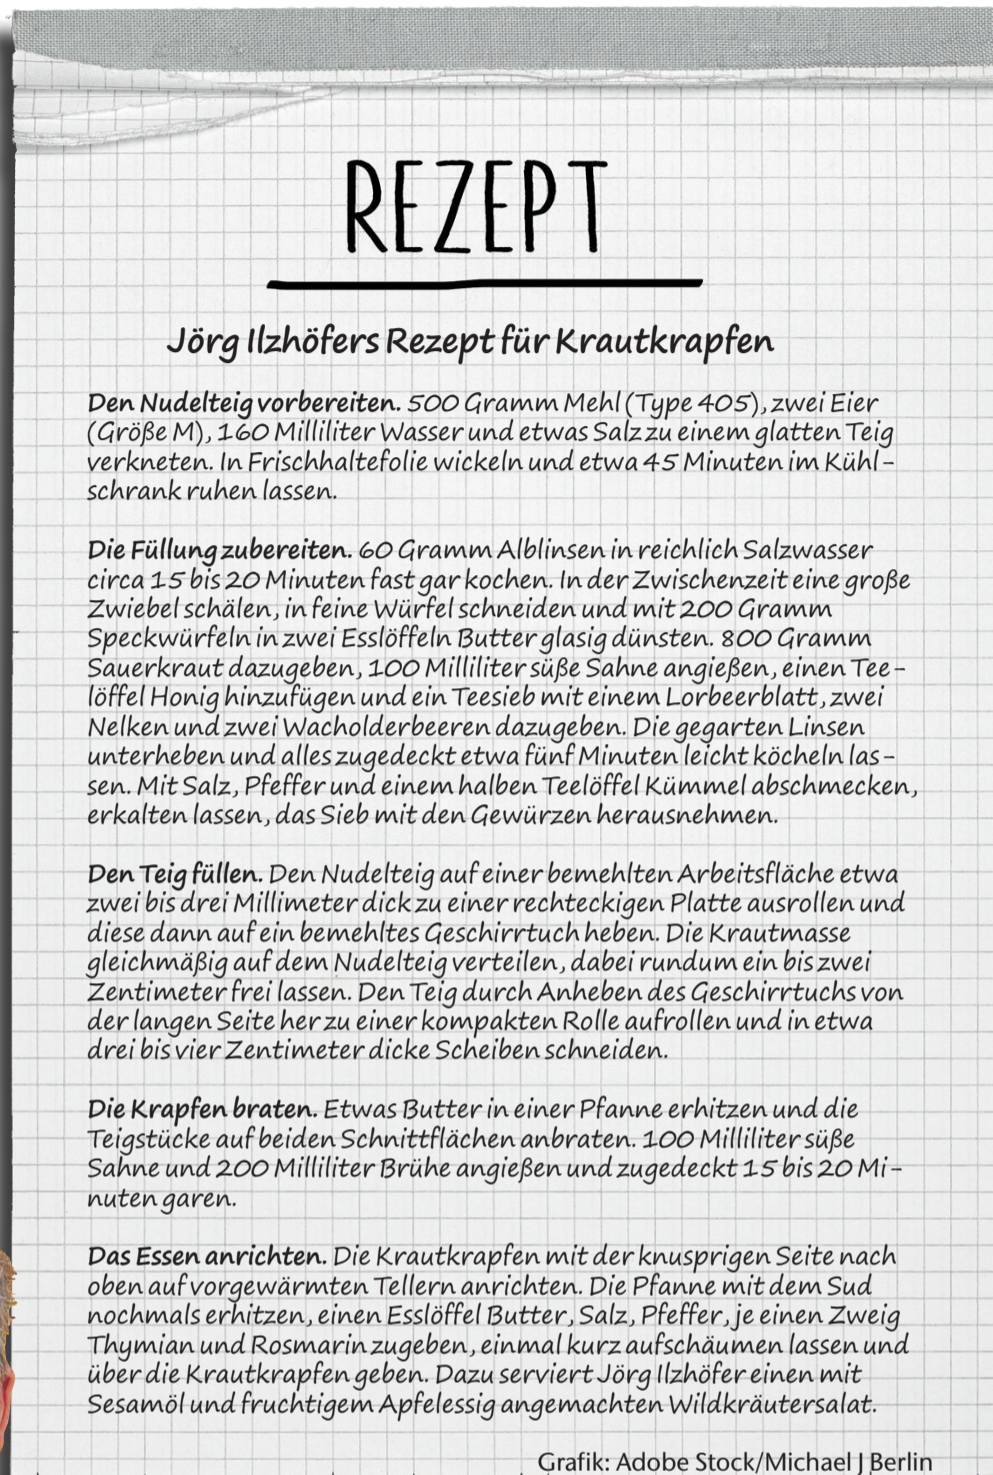 REZEPT
Jörg Ilzhöfers Rezept für Krautkrapfen
Den Nudelteig vorbereiten. 500 Gramm Mehl (Type 405), zwei Eier
(Größe M), 160 Milliliter Wasser und etwas Salz zu einem glatten Teig
verkneten. In Frischhaltefolie wickeln und etwa 45 Minuten im Kühl-
schrank ruhen lassen.
Die Füllung zubereiten. 60 Gramm Alblinsen in reichlich Salzwasser
circa 15 bis 20 Minuten fast gar kochen. In der Zwischenzeit eine große
Zwiebel schälen, in feine Würfel schneiden und mit 200 Gramm
Speckwürfeln in zwei Esslöffeln Butter glasig dünsten. 800 Gramm
Sauerkraut dazugeben, 100 Milliliter süße Sahne angießen, einen Tee-
löffel Honig hinzufügen und ein Teesieb mit einem Lorbeerblatt, zwei
Nelken und zwei Wacholderbeeren dazugeben. Die gegarten Linsen
unterheben und alles zugedeckt etwa fünf Minuten leicht köcheln las-
sen. Mit Salz, Pfeffer und einem halben Teelöffel Kümmel abschmecken,
erkalten lassen, das Sieb mit den Gewürzen herausnehmen.
Den Teig füllen. Den Nudelteig auf einer bemehlten Arbeitsfläche etwa
zwei bis drei Millimeter dick zu einer rechteckigen Platte ausrollen und
diese dann auf ein bemehltes Geschirrtuch heben. Die Krautmasse
gleichmäßig auf dem Nudelteig verteilen, dabei rundum ein bis zwei
Zentimeter frei lassen. Den Teig durch Anheben des Geschirrtuchs von
der langen Seite her zu einer kompakten Rolle aufrollen und in etwa
drei bis vier Zentimeter dicke Scheiben schneiden.
Die Krapfen braten. Etwas Butter in einer Pfanne erhitzen und die
Teigstücke auf beiden Schnittflächen anbraten. 100 Milliliter süße
Sahne und 200 Milliliter Brühe angießen und zugedeckt 15 bis 20 Mi-
nuten garen.
Das Essen anrichten. Die Krautkrapfen mit der knusprigen Seite nach
oben auf vorgewärmten Tellern anrichten. Die Pfanne mit dem Sud
nochmals erhitzen, einen Esslöffel Butter, Salz, Pfeffer, je einen Zweig
Thymian und Rosmarin zugeben, einmal kurz aufschäumen lassen und
über die Krautkrapfen geben. Dazu serviert Jörg Ilzhöfer einen mit
Sesamöl und fruchtigem Apfelessig angemachten Wildkräutersalat.
Grafik: Adobe Stock/Michael J Berlin